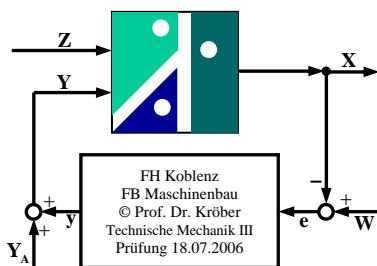 Z
X
Y
FH Koblenz
FB Maschinenbau
© Prof. Dr. Kröber
Technische Mechanik III
Prüfung 18.07.2006
−
+
+
y
e
+
W
+
Y_A